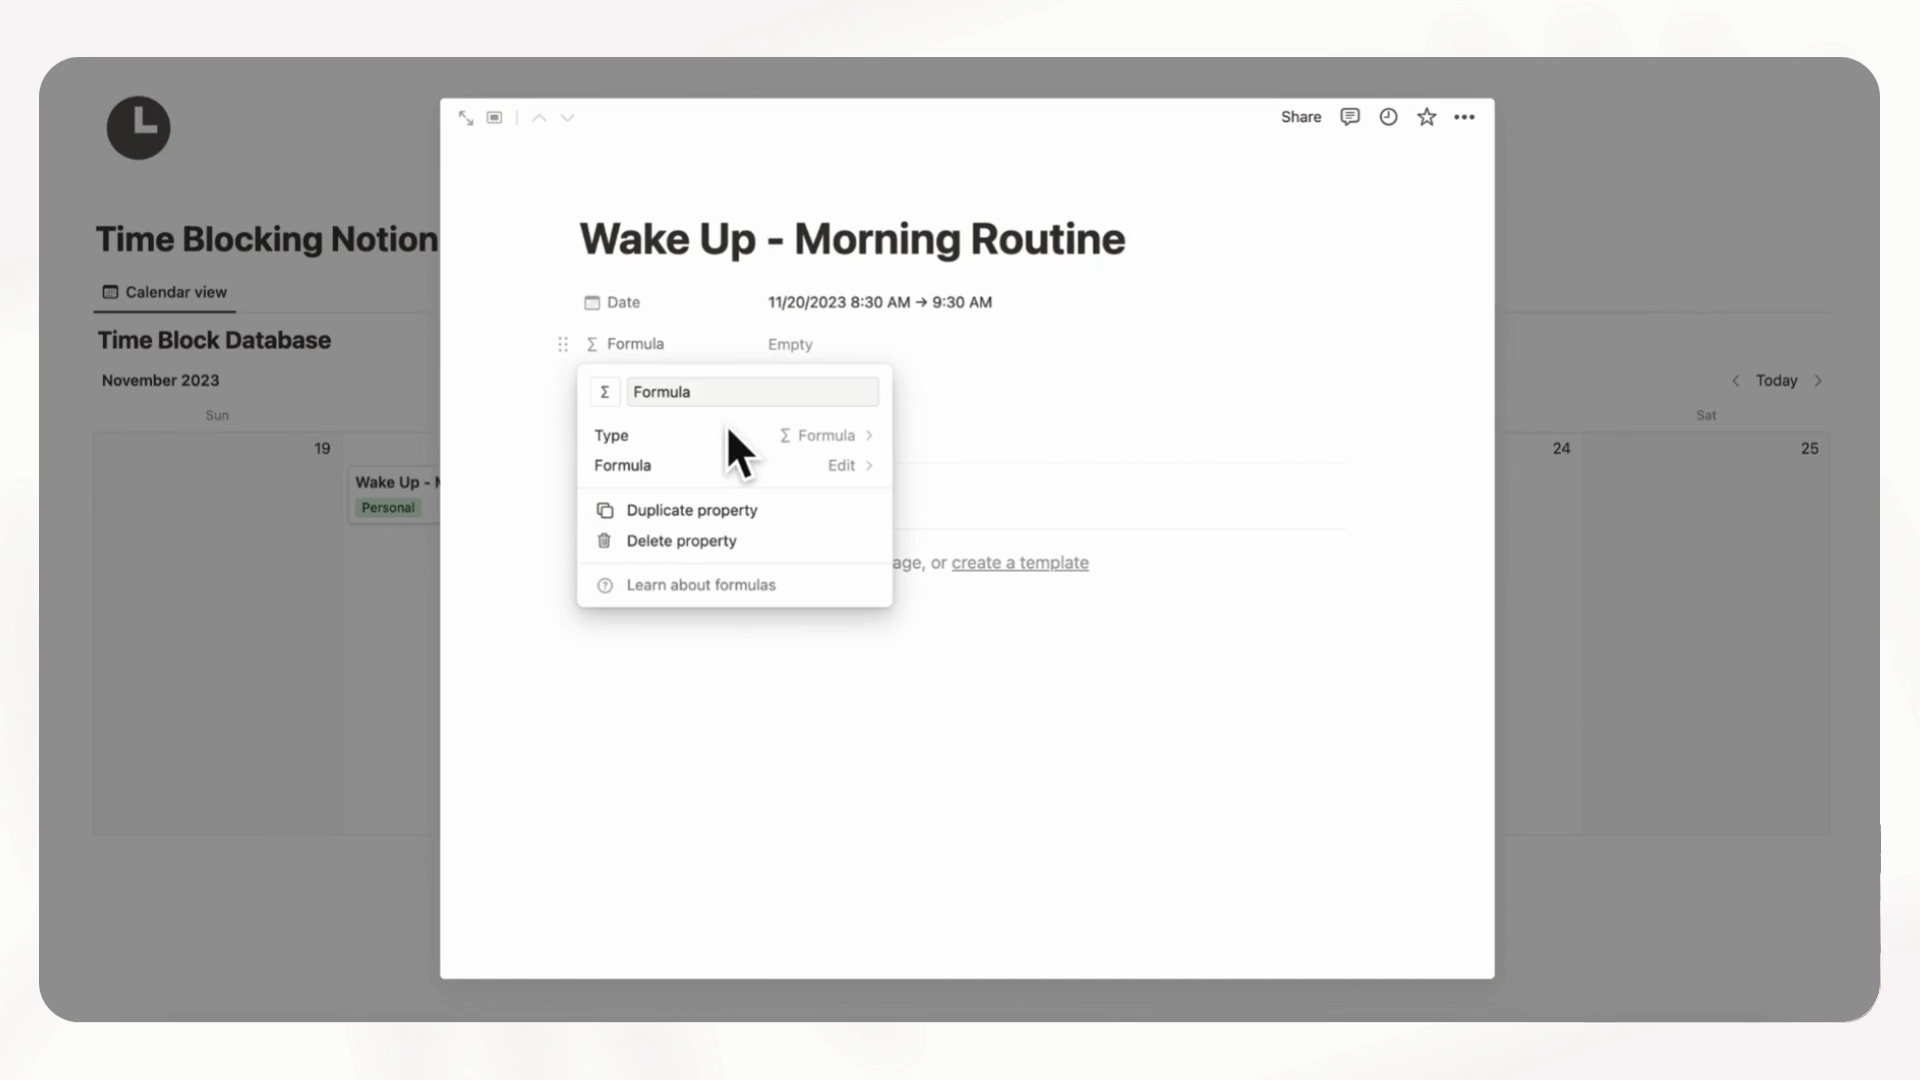 Share
Time Blocking Notion
Calendar view
Time Block Database
November 2023
Today
Sun
Sat
19
24
25
Wake Up -
Personal
Wake Up - Morning Routine
Date
11/20/2023 8:30 AM → 9:30 AM
Formula
Empty
Formula
Type
Formula
Formula
Edit
Duplicate property
Delete property
Learn about formulas
age, or create a template